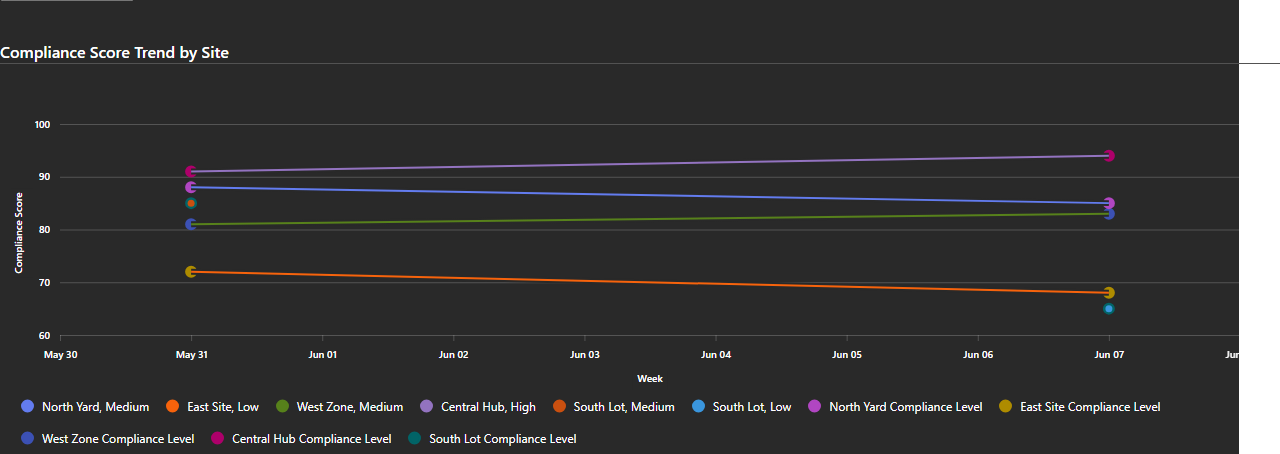 Compliance Score Trend by Site
100
90
80
70
60
Compliance Score
May 30 May 31 Jun 01 Jun 02 Jun 03 Jun 04 Jun 05 Jun 06 Jun 07
Week
North Yard, Medium East Site, Low West Zone, Medium Central Hub, High South Lot, Medium South Lot, Low North Yard Compliance Level East Site Compliance Level
West Zone Compliance Level Central Hub Compliance Level South Lot Compliance Level